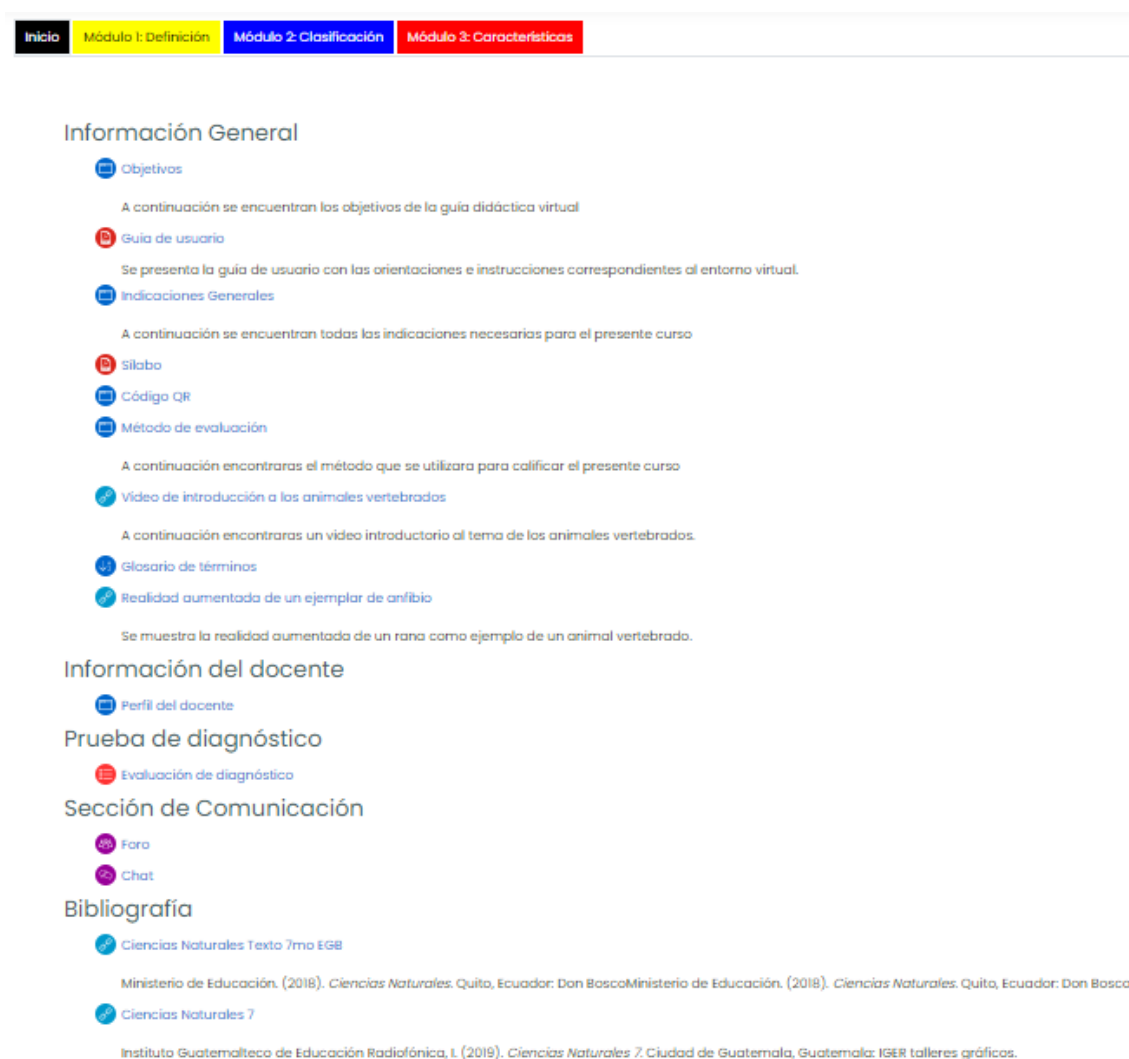 Inicio Módulo 1: Definición Módulo 2: Clasificación Módulo 3: Características
Información General
Objetivos
A continuación se encuentran los objetivos de la guía didáctica virtual
Guia de usuario
Se presenta la guía de usuario con las orientaciones e instrucciones correspondientes al entorno virtual.
Indicaciones Generales
A continuación se encuentran todas las indicaciones necesarias para el presente curso
Sílabo
Código QR
Método de evaluación
A continuación encontraras el método que se utilizara para calificar el presente curso
Vídeo de introducción a los animales vertebrados
A continuación encontraras un video introductorio al tema de los animales vertebrados.
Glosario de términos
Realidad aumentada de un ejemplar de anfibio
Se muestra la realidad aumentada de un rana como ejemplo de un animal vertebrado.
Información del docente
Perfil del docente
Prueba de diagnóstico
Evaluación de diagnóstico
Sección de Comunicación
Foro
Chat
Bibliografía
Ciencias Naturales Texto 7mo EGB
Ministerio de Educación. (2018). Ciencias Naturales. Quito, Ecuador: Don BoscoMinisterio de Educación. (2018). Ciencias Naturales. Quito, Ecuador: Don Bosco
Ciencias Naturales 7
Instituto Guatemalteco de Educación Radiofónica, I. (2019). Ciencias Naturales 7. Ciudad de Guatemala, Guatemala: IGER talleres gráficos.